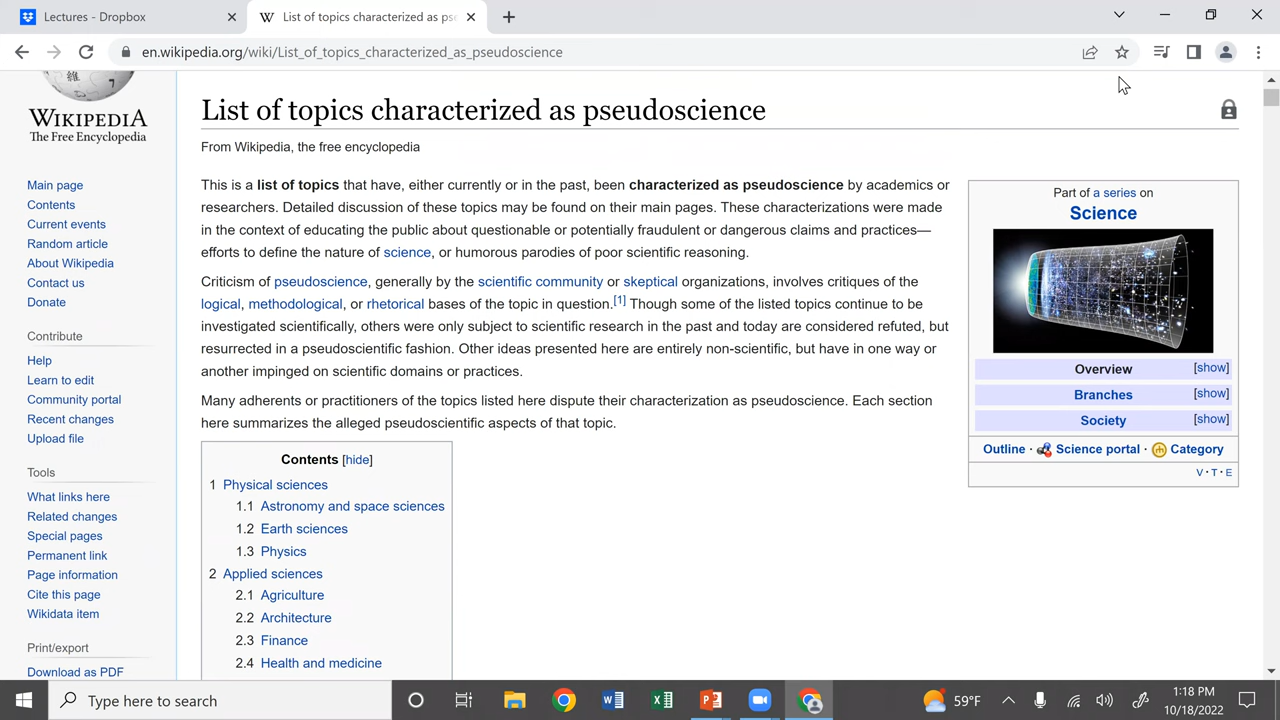 Lectures - Dropbox
List of topics characterized as pse
en.wikipedia.org/wiki/List_of_topics_characterized_as_pseudoscience
WIKIPEDIA
The Free Encyclopedia
Main page
Contents
Current events
Random article
About Wikipedia
Contact us
Donate
Contribute
Help
Learn to edit
Community portal
Recent changes
Upload file
Tools
What links here
Related changes
Special pages
Permanent link
Page information
Cite this page
Wikidata item
Print/export
Download as PDF
List of topics characterized as pseudoscience
From Wikipedia, the free encyclopedia
This is a list of topics that have, either currently or in the past, been characterized as pseudoscience by academics or
researchers. Detailed discussion of these topics may be found on their main pages. These characterizations were made
in the context of educating the public about questionable or potentially fraudulent or dangerous claims and practices—
efforts to define the nature of science, or humorous parodies of poor scientific reasoning.
Criticism of pseudoscience, generally by the scientific community or skeptical organizations, involves critiques of the
logical, methodological, or rhetorical bases of the topic in question.[1] Though some of the listed topics continue to be
investigated scientifically, others were only subject to scientific research in the past and today are considered refuted, but
resurrected in a pseudoscientific fashion. Other ideas presented here are entirely non-scientific, but have in one way or
another impinged on scientific domains or practices.
Many adherents or practitioners of the topics listed here dispute their characterization as pseudoscience. Each section
here summarizes the alleged pseudoscientific aspects of that topic.
Contents [hide]
1 Physical sciences
1.1 Astronomy and space sciences
1.2 Earth sciences
1.3 Physics
2 Applied sciences
2.1 Agriculture
2.2 Architecture
2.3 Finance
2.4 Health and medicine
Part of a series on
Science
Overview [show]
Branches [show]
Society [show]
Outline · Science portal · Category
V · T · E
Type here to search
59°F
1:18 PM
10/18/2022